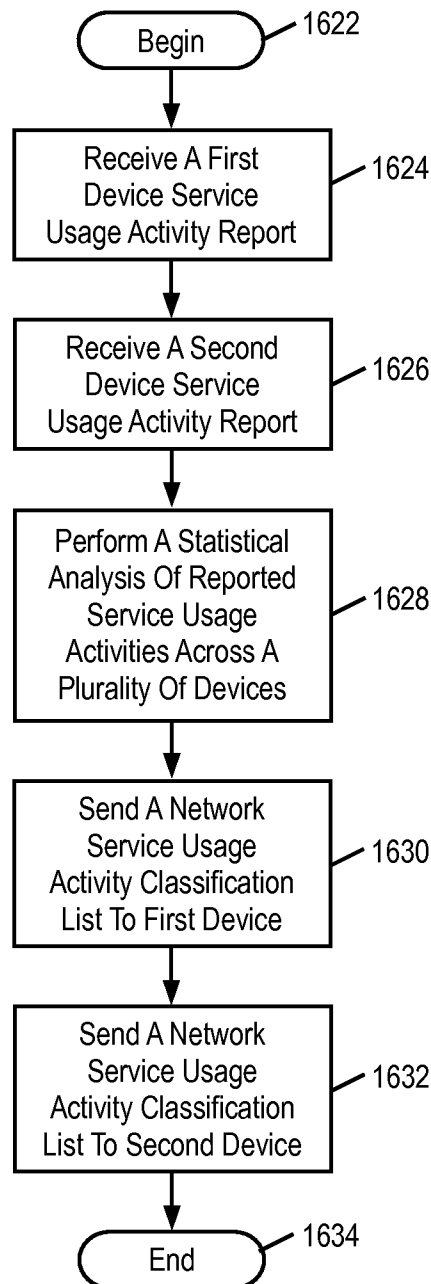 Begin
1622
Receive A First
Device Service
Usage Activity Report
1624
Receive A Second
Device Service
Usage Activity Report
1626
Perform A Statistical
Analysis Of Reported
Service Usage
Activities Across A
Plurality Of Devices
1628
Send A Network
Service Usage
Activity Classification
List To First Device
1630
Send A Network
Service Usage
Activity Classification
List To Second Device
1632
End
1634